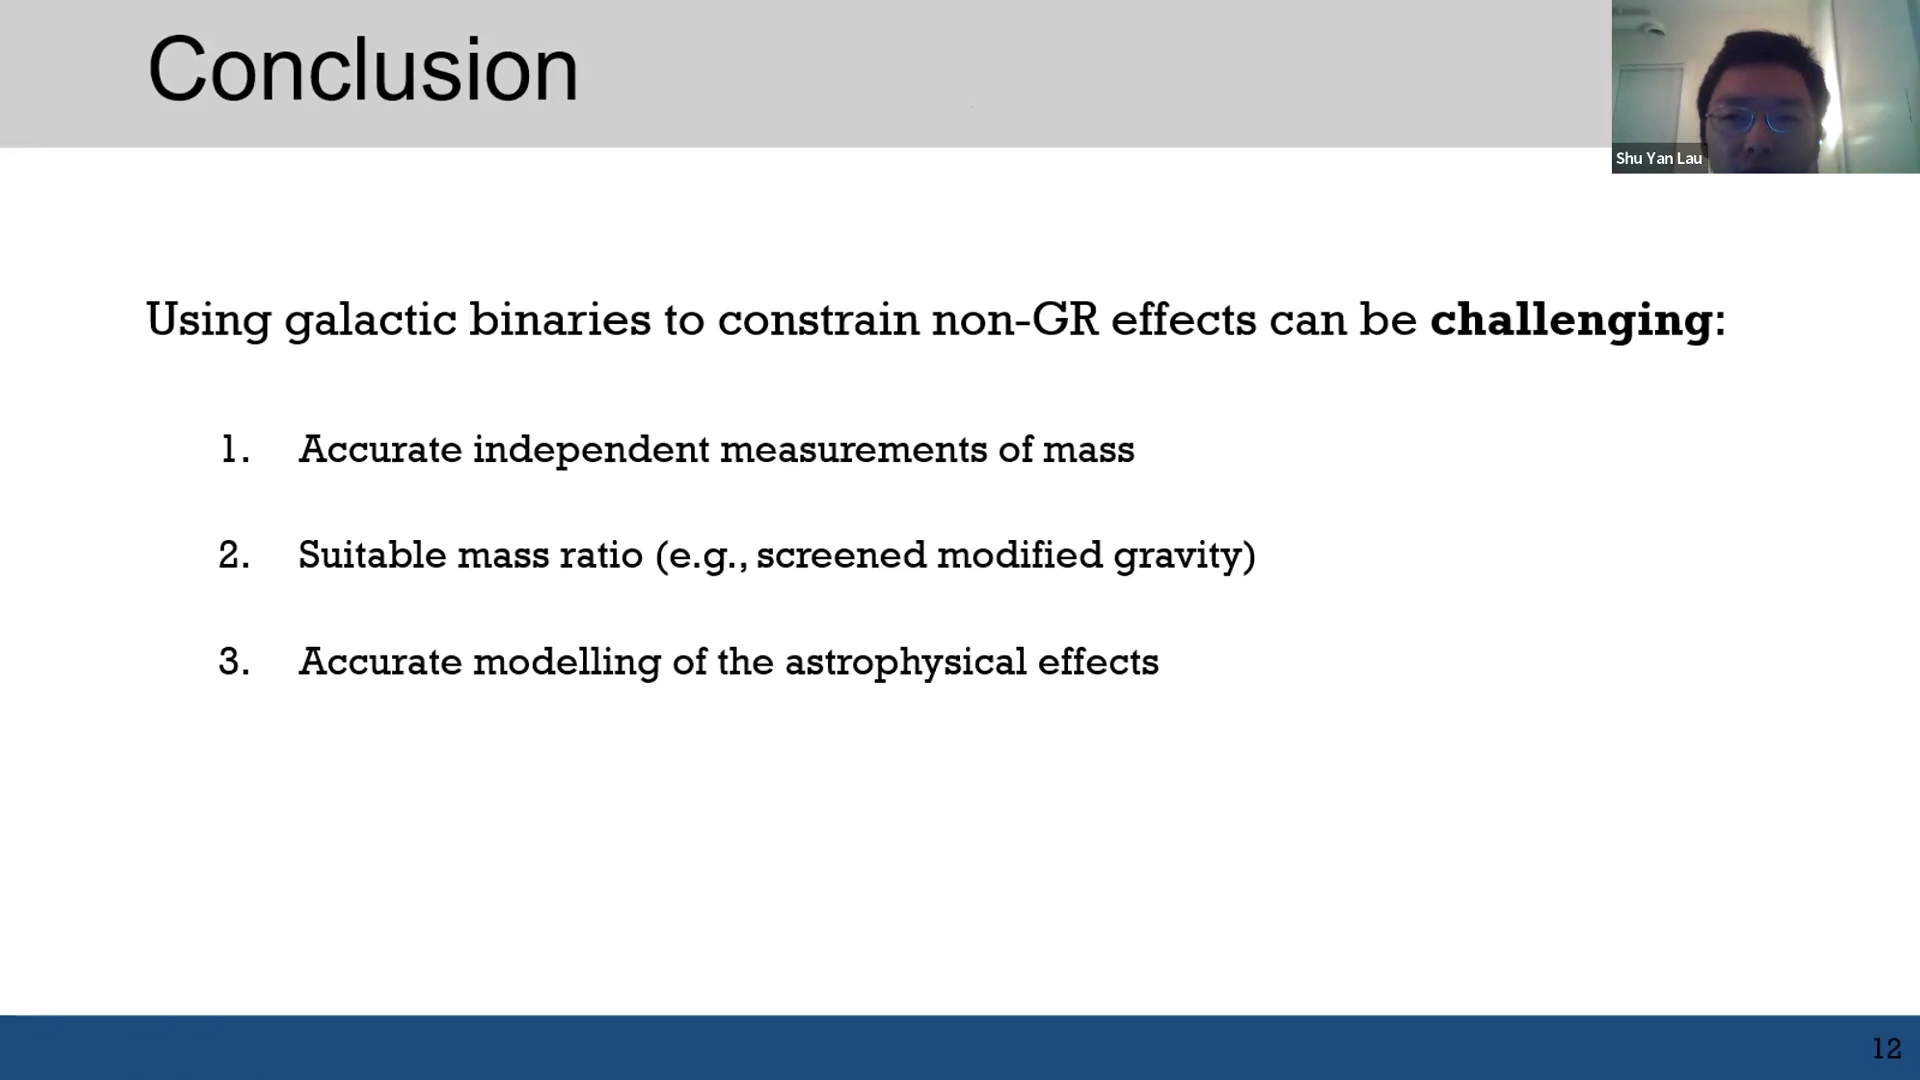 Conclusion
Shu Yan Lau
Using galactic binaries to constrain non-GR effects can be challenging:
1. Accurate independent measurements of mass
2. Suitable mass ratio (e.g., screened modified gravity)
3. Accurate modelling of the astrophysical effects
12